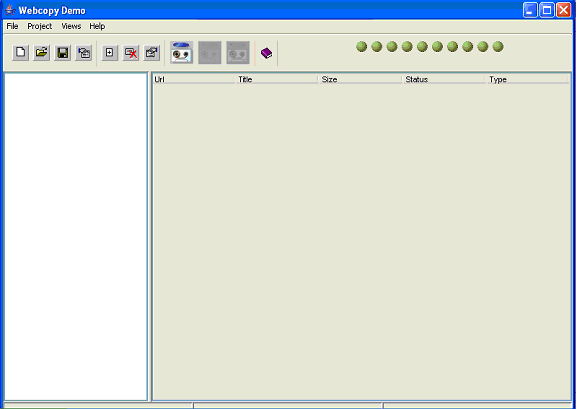 Webcopy Demo
File Project Views Help
Url Title Size Status Type